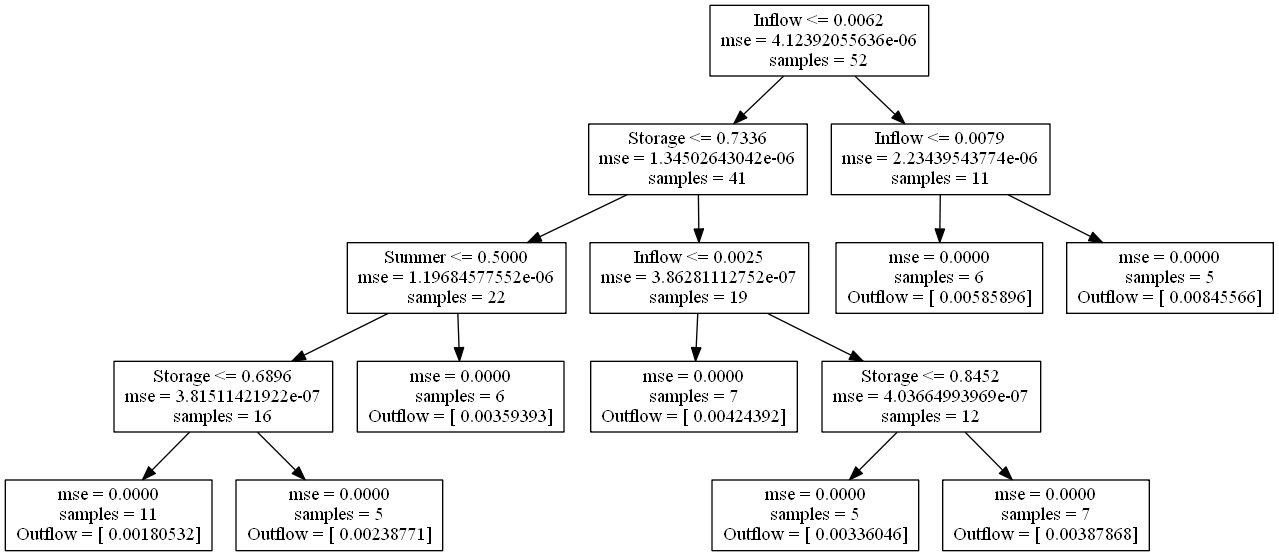 Inflow <= 0.0062
mse = 4.12392055636e-06
samples = 52
Storage <= 0.7336
mse = 1.34502643042e-06
samples = 41
Inflow <= 0.0079
mse = 2.23439543774e-06
samples = 11
Summer <= 0.5000
mse = 1.19684577552e-06
samples = 22
Inflow <= 0.0025
mse = 3.86281112752e-07
samples = 19
mse = 0.0000
samples = 6
Outflow = [ 0.00585896]
mse = 0.0000
samples = 5
Outflow = [ 0.00845566]
Storage <= 0.6896
mse = 3.81511421922e-07
samples = 16
mse = 0.0000
samples = 6
Outflow = [ 0.00359393]
mse = 0.0000
samples = 7
Outflow = [ 0.00424392]
Storage <= 0.8452
mse = 4.03664993969e-07
samples = 12
mse = 0.0000
samples = 11
Outflow = [ 0.00180532]
mse = 0.0000
samples = 5
Outflow = [ 0.00238771]
mse = 0.0000
samples = 5
Outflow = [ 0.00336046]
mse = 0.0000
samples = 7
Outflow = [ 0.00387868]